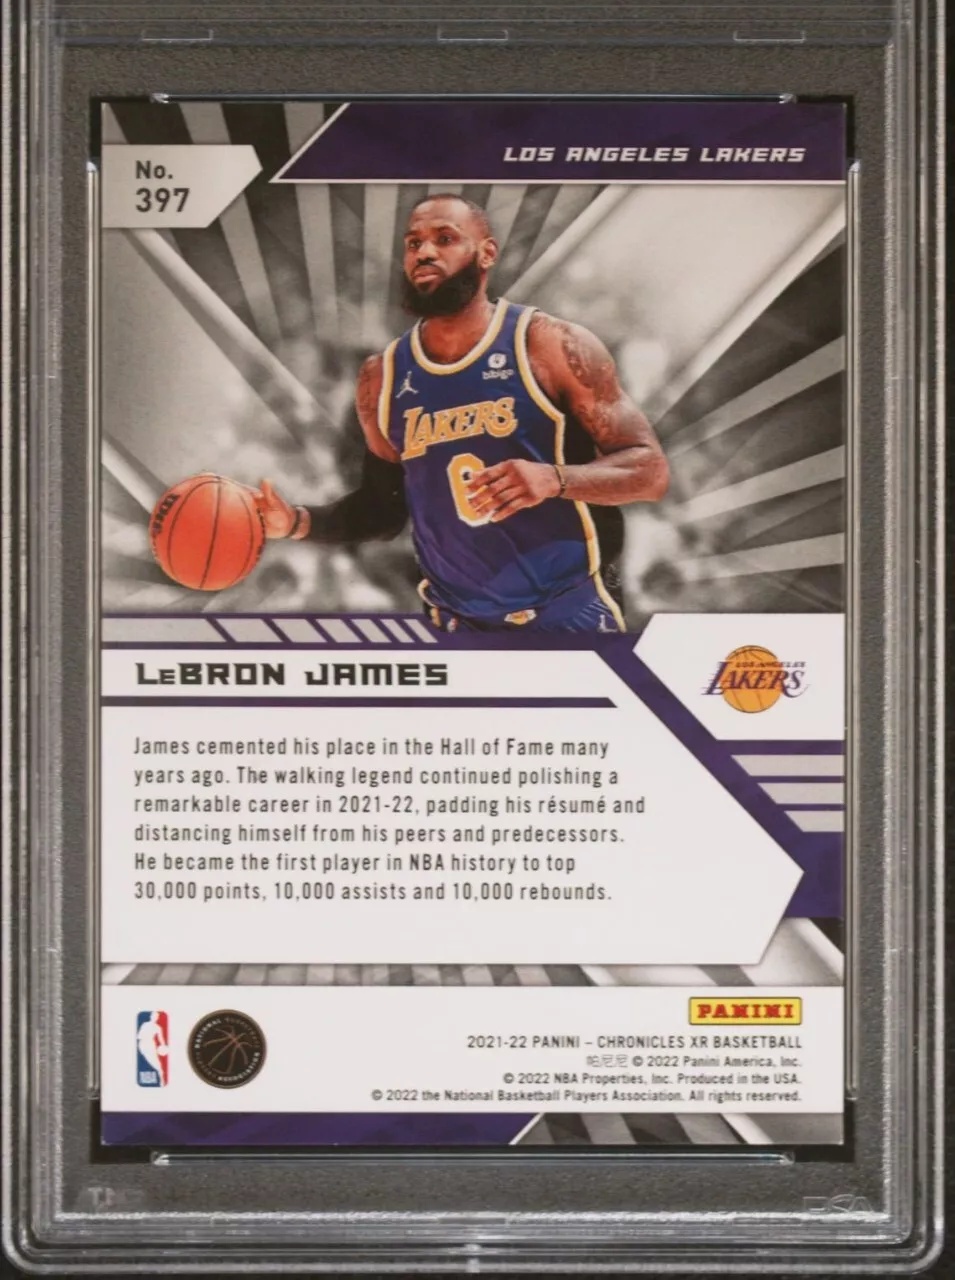 LOS ANGELES LAKERS
No.
397
bibigo
LAKERS
6
LeBRON JAMES
LOS ANGELES
LAKERS
James cemented his place in the Hall of Fame many
years ago. The walking legend continued polishing a
remarkable career in 2021-22, padding his résumé and
distancing himself from his peers and predecessors.
He became the first player in NBA history to top
30,000 points, 10,000 assists and 10,000 rebounds.
PANINI
2021-22 PANINI – CHRONICLES XR BASKETBALL
帕尼尼 © 2022 Panini America, Inc.
© 2022 NBA Properties, Inc. Produced in the USA.
© 2022 the National Basketball Players Association. All rights reserved.
NBA
NATIONAL BASKETBALL PLAYERS ASSOCIATION
PSA